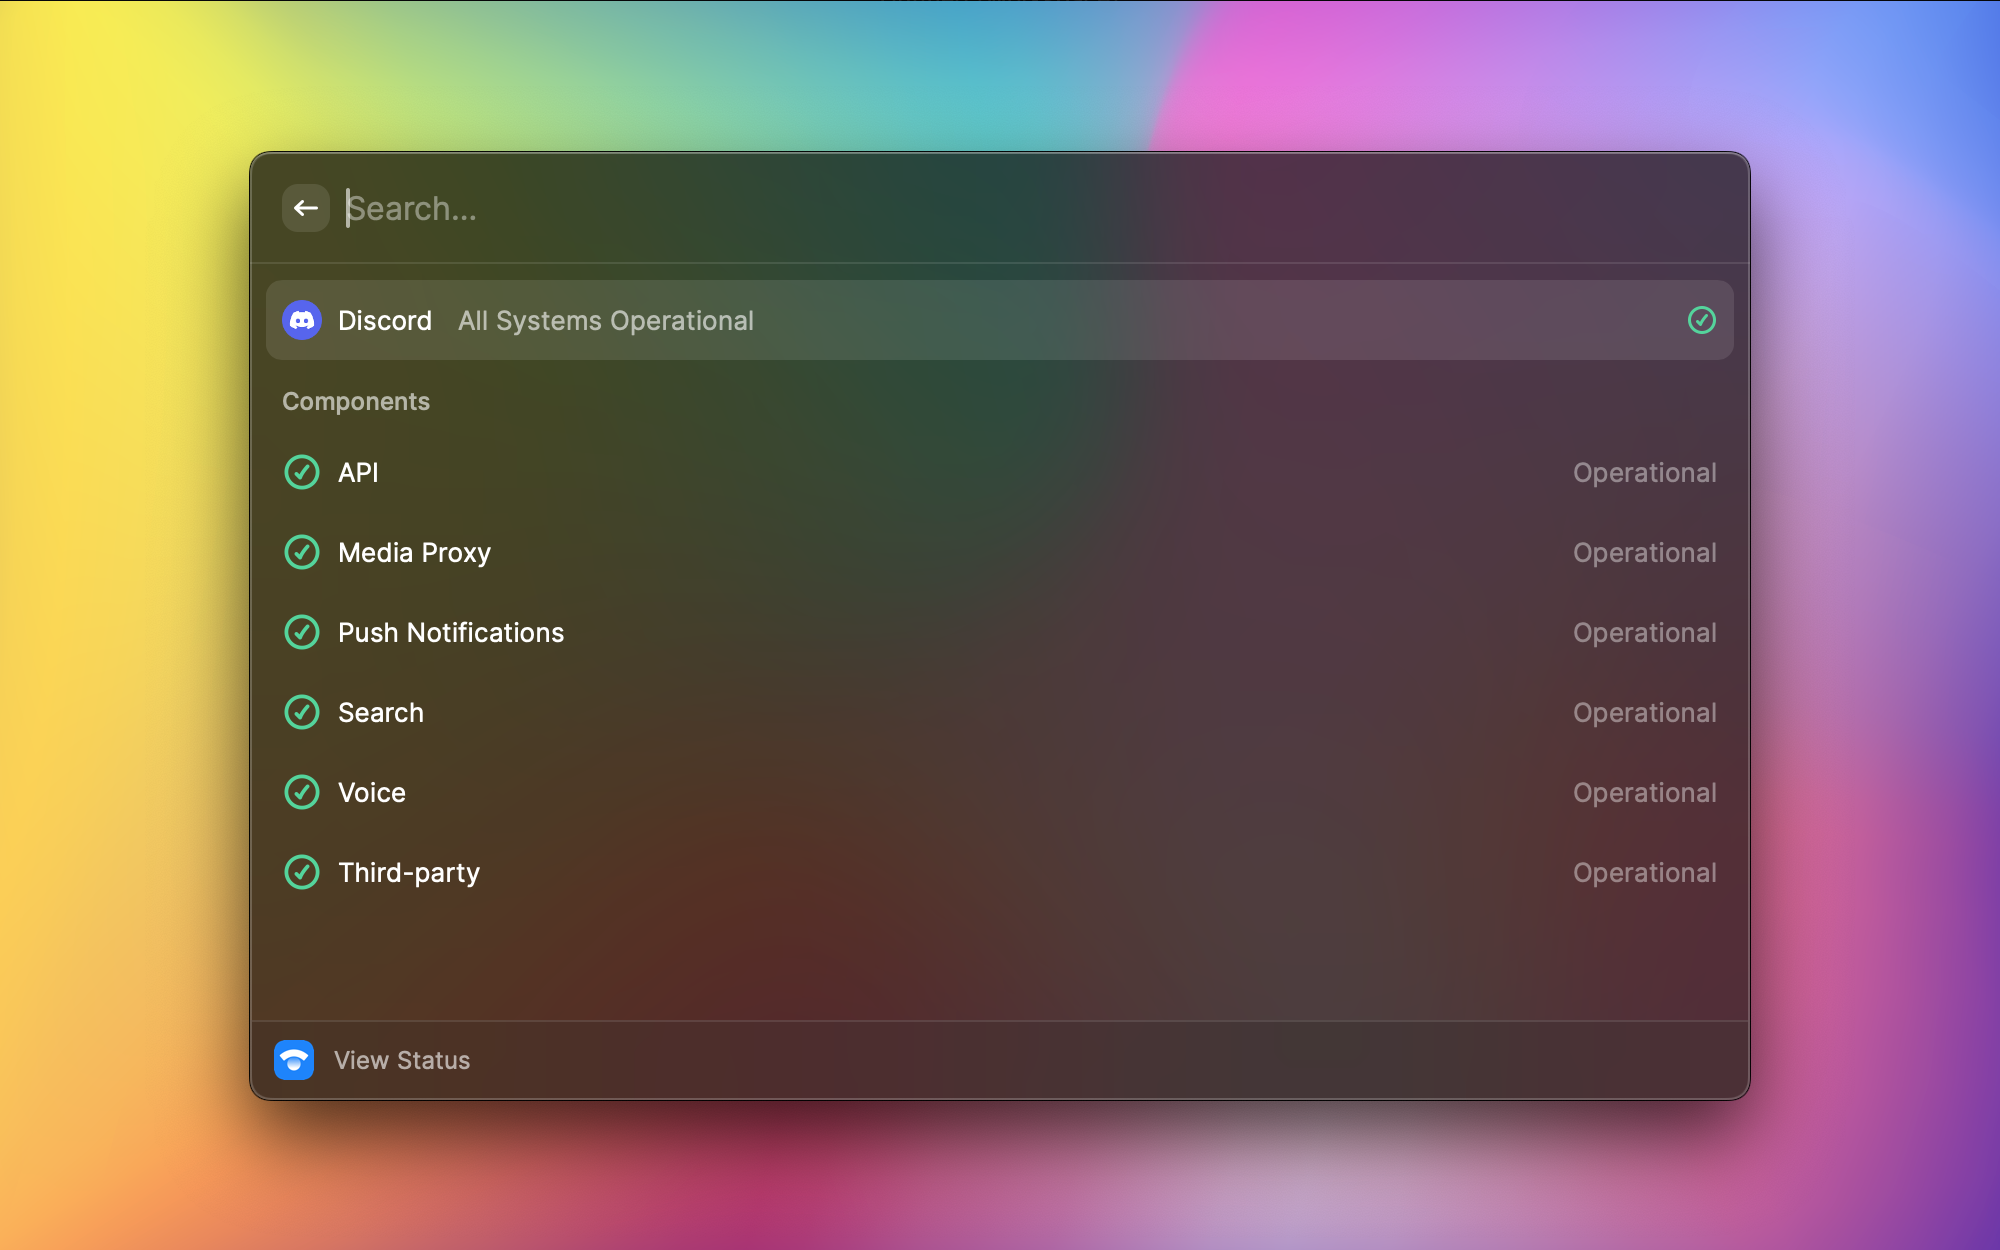 Search...
Discord All Systems Operational
Components
API Operational
Media Proxy Operational
Push Notifications Operational
Search Operational
Voice Operational
Third-party Operational
View Status